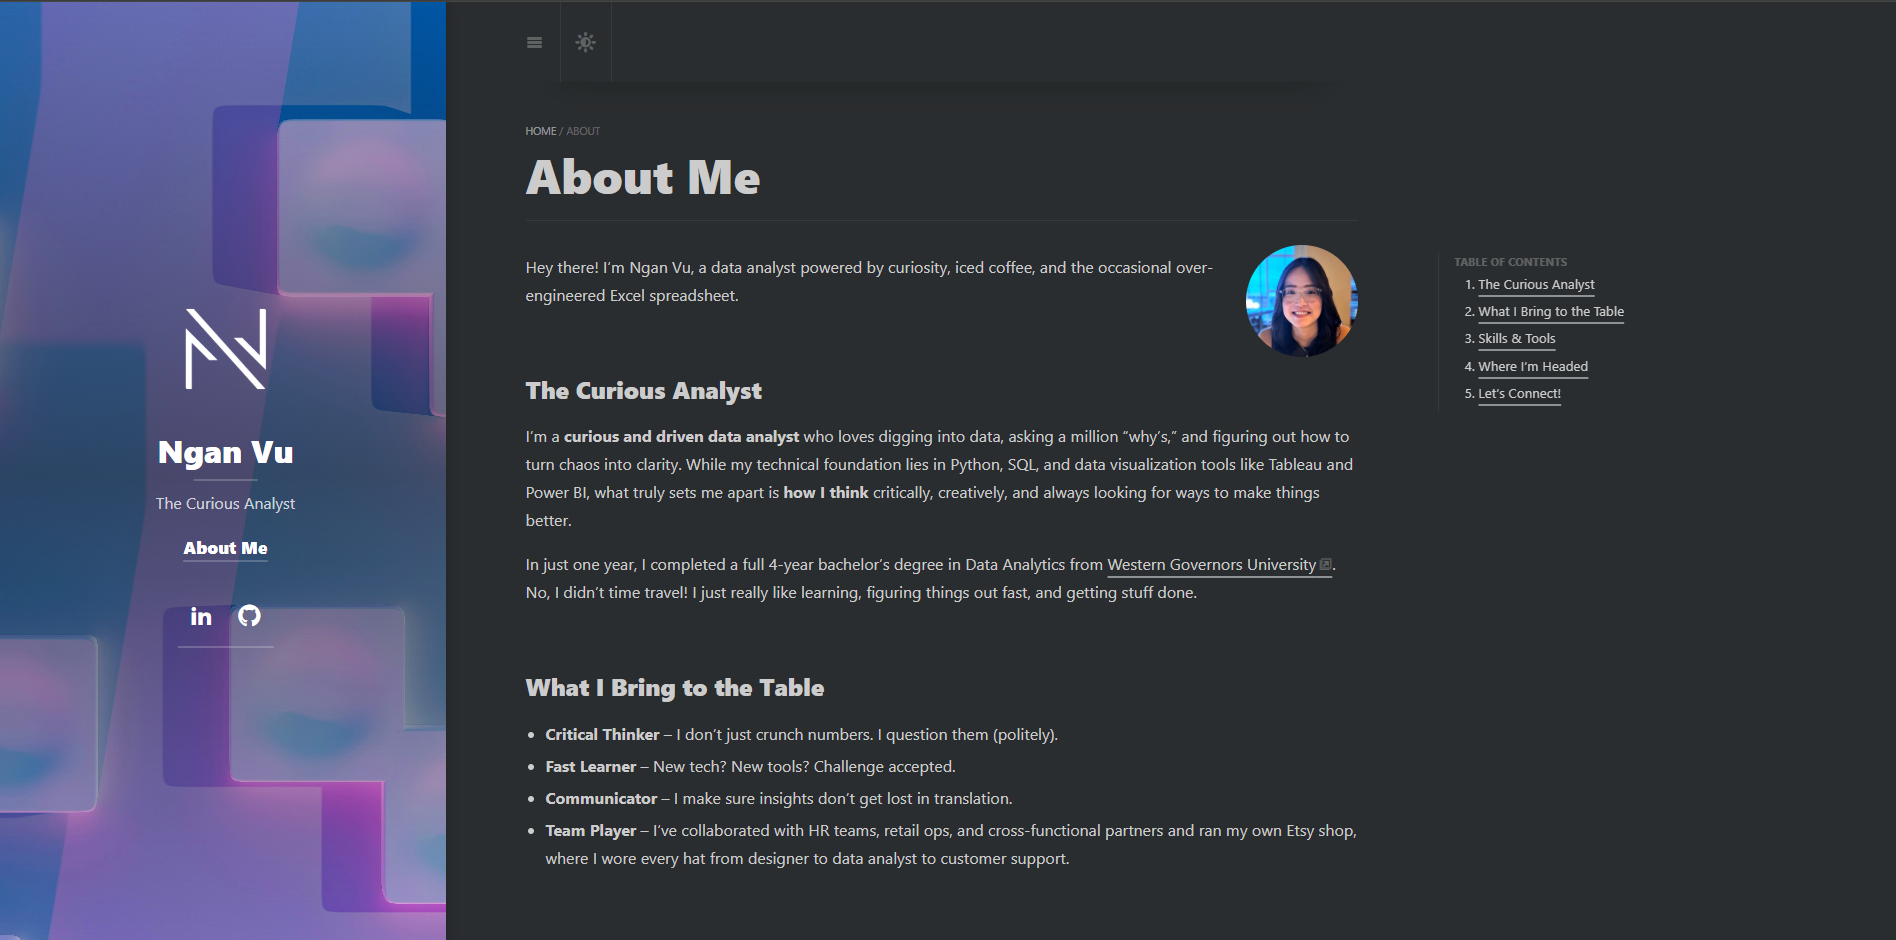 Ngan Vu
The Curious Analyst
About Me
HOME / ABOUT
About Me
Hey there! I’m Ngan Vu, a data analyst powered by curiosity, iced coffee, and the occasional over-
engineered Excel spreadsheet.
The Curious Analyst
I’m a curious and driven data analyst who loves digging into data, asking a million “why’s,” and figuring out how to
turn chaos into clarity. While my technical foundation lies in Python, SQL, and data visualization tools like Tableau and
Power BI, what truly sets me apart is how I think critically, creatively, and always looking for ways to make things
better.
In just one year, I completed a full 4-year bachelor’s degree in Data Analytics from Western Governors University.
No, I didn’t time travel! I just really like learning, figuring things out fast, and getting stuff done.
What I Bring to the Table
• Critical Thinker – I don’t just crunch numbers. I question them (politely).
• Fast Learner – New tech? New tools? Challenge accepted.
• Communicator – I make sure insights don’t get lost in translation.
• Team Player – I’ve collaborated with HR teams, retail ops, and cross-functional partners and ran my own Etsy shop,
where I wore every hat from designer to data analyst to customer support.
TABLE OF CONTENTS
1. The Curious Analyst
2. What I Bring to the Table
3. Skills & Tools
4. Where I’m Headed
5. Let’s Connect!